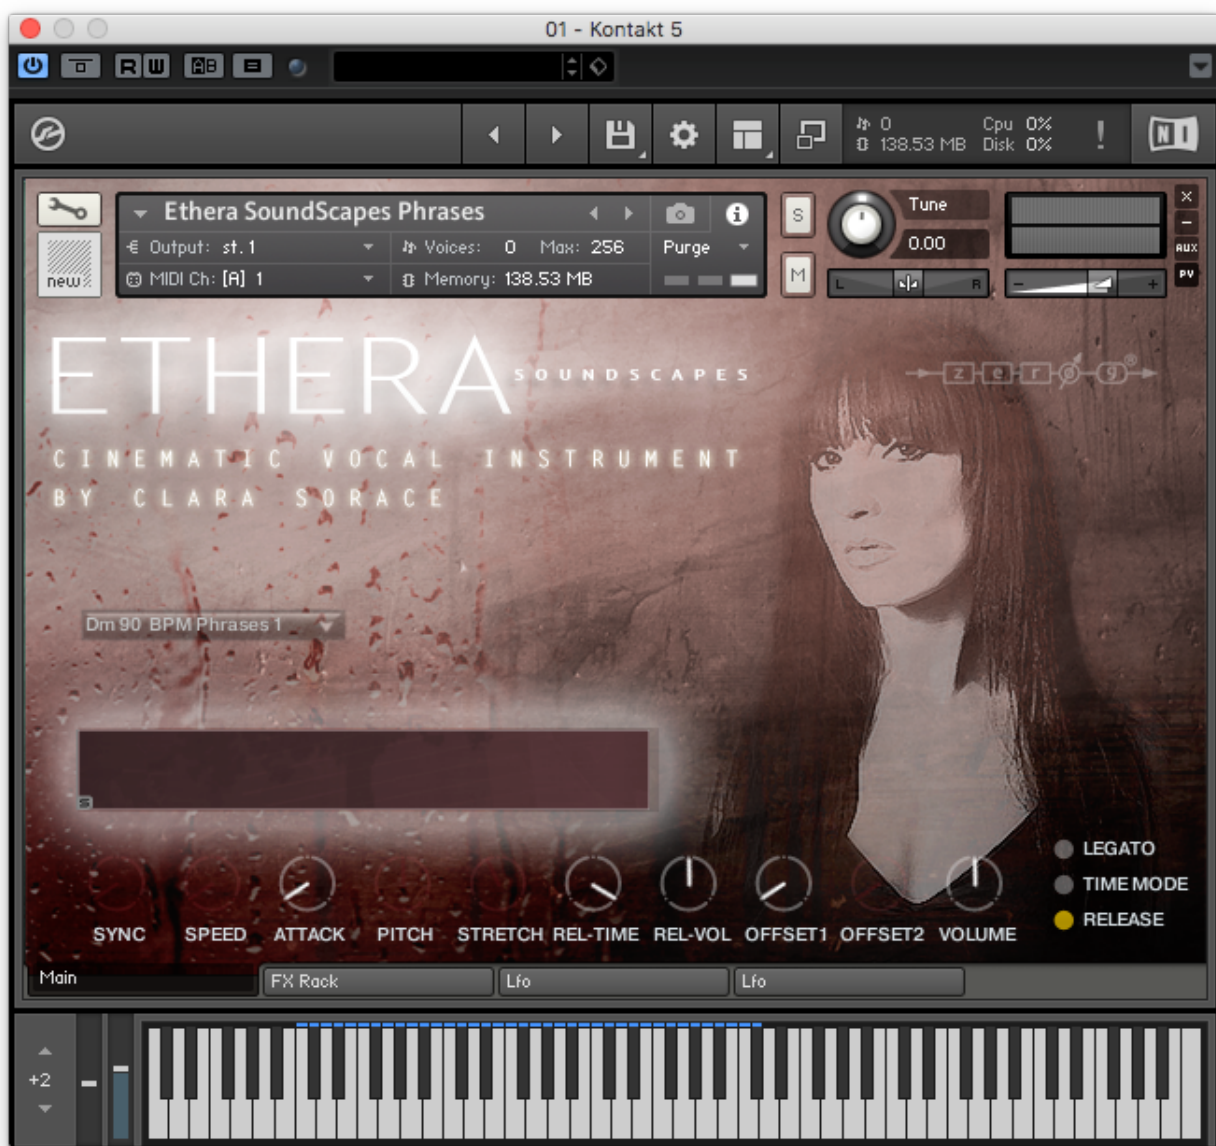 01 - Kontakt 5
R W AB
0 Cpu 0%
138.53 MB Disk 0%
! NI
Ethera SoundScapes Phrases i S Tune X
Output: st.1 Voices: 0 Max: 256 Purge 0.00 AUX
new MIDI Ch: [A] 1 Memory: 138.53 MB M L R - + PV
ETHERA SOUNDSCAPES
z-e-r-ø-g®
CINEMATIC VOCAL INSTRUMENT
BY CLARA SORACE
Dm 90 BPM Phrases 1
S
LEGATO
TIME MODE
RELEASE
SYNC SPEED ATTACK PITCH STRETCH REL-TIME REL-VOL OFFSET1 OFFSET2 VOLUME
Main FX Rack Lfo Lfo
+2